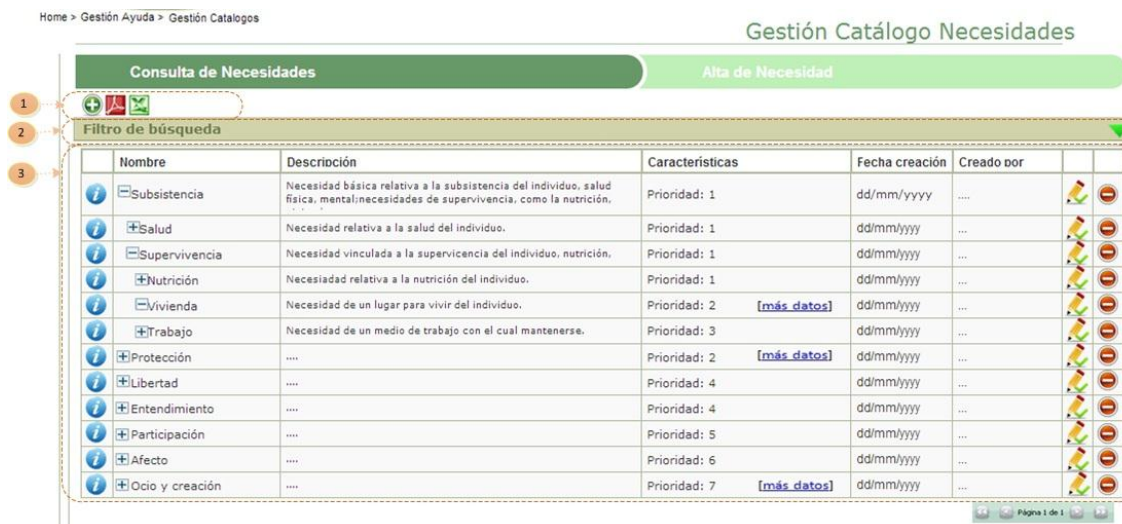 Home > Gestión Ayuda > Gestión Catalogos
Gestión Catálogo Necesidades
Consulta de Necesidades Alta de Necesidad
1
2 Filtro de búsqueda
3
Nombre Descripción Características Fecha creación Creado por
Subsistencia Necesidad básica relativa a la subsistencia del individuo, salud física, mental;necesidades de supervivencia, como la nutrición, Prioridad: 1 dd/mm/yyyy ....
Salud Necesidad relativa a la salud del individuo. Prioridad: 1 dd/mm/yyyy ...
Supervivencia Necesidad vinculada a la supervicencia del individuo, nutrición, Prioridad: 1 dd/mm/yyyy ...
Nutrición Necesiadad relativa a la nutrición del individuo. Prioridad: 1 dd/mm/yyyy ...
Vivienda Necesidad de un lugar para vivir del individuo. Prioridad: 2 [más datos] dd/mm/yyyy ...
Trabajo Necesidad de un medio de trabajo con el cual mantenerse. Prioridad: 3 dd/mm/yyyy ...
Protección .... Prioridad: 2 [más datos] dd/mm/yyyy ...
Libertad .... Prioridad: 4 dd/mm/yyyy ...
Entendimiento .... Prioridad: 4 dd/mm/yyyy ...
Participación .... Prioridad: 5 dd/mm/yyyy ...
Afecto .... Prioridad: 6 dd/mm/yyyy ...
Ocio y creación .... Prioridad: 7 [más datos] dd/mm/yyyy ...
Página 1 de 1